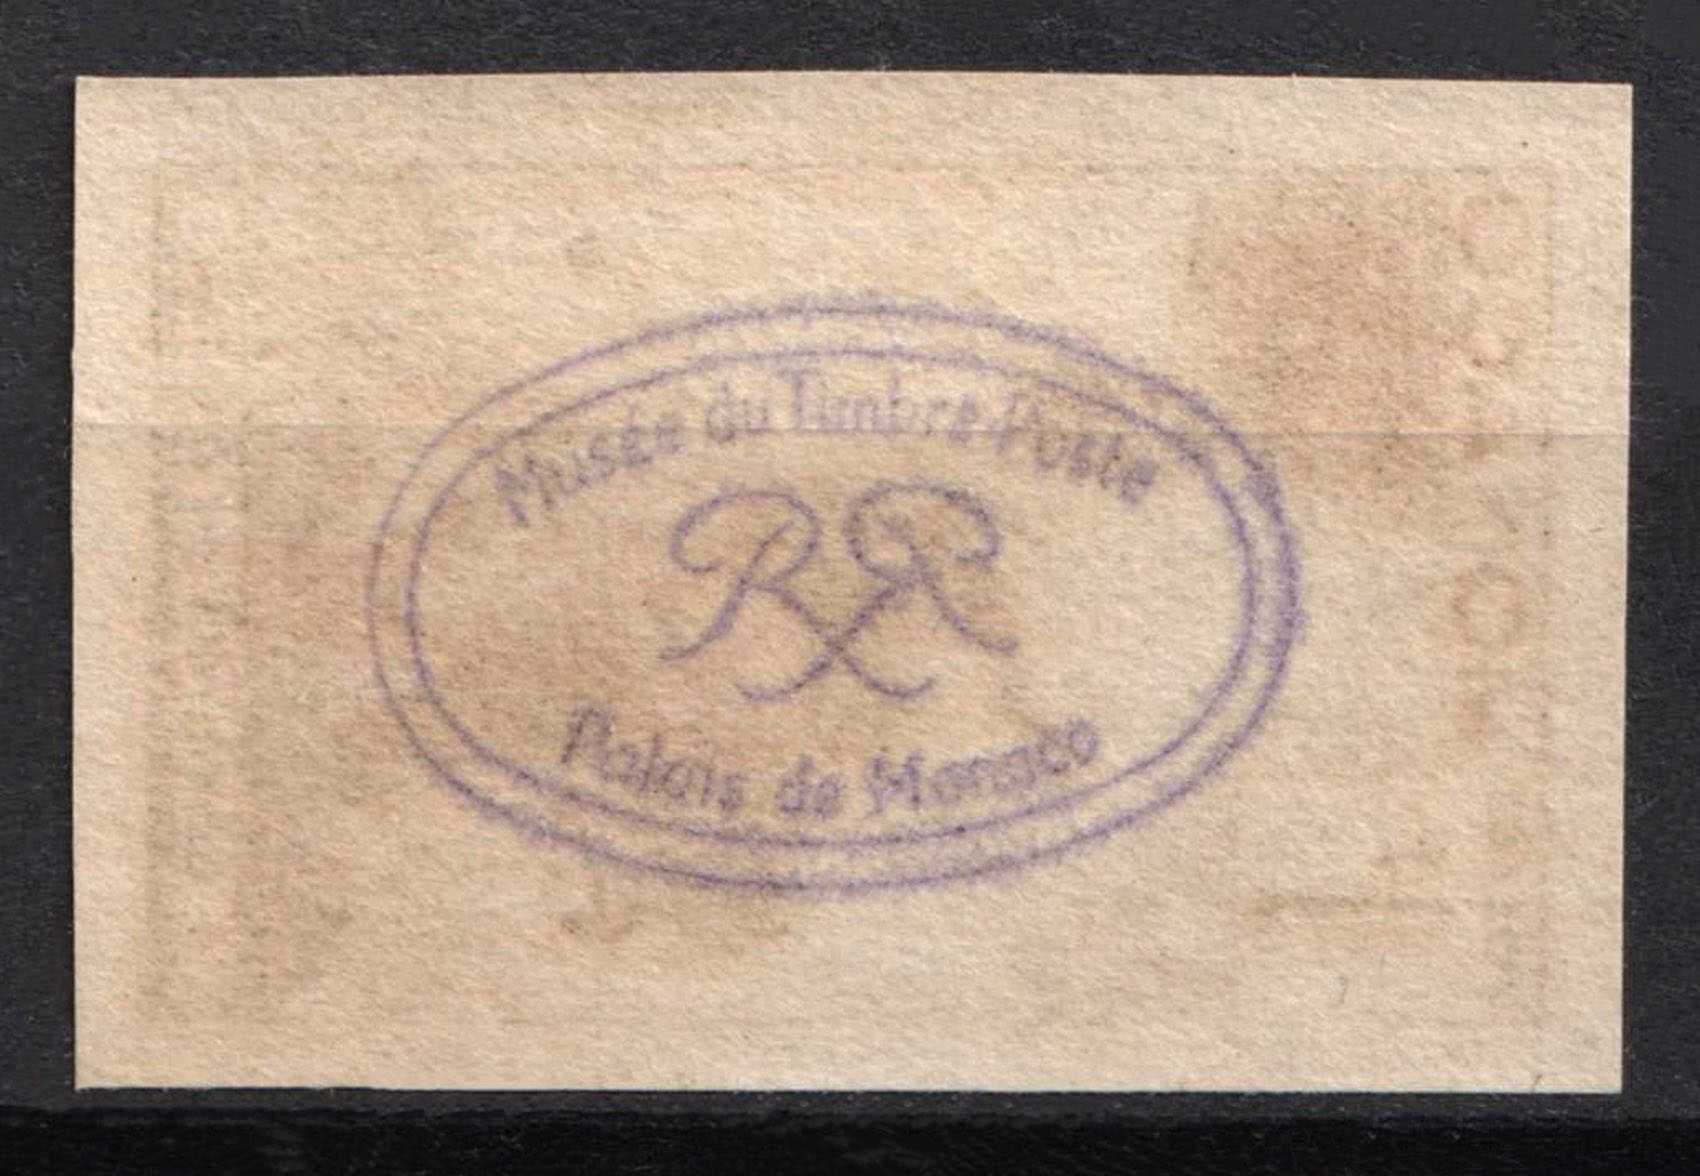 Musée du Timbre-Poste
RR
Palais de Monaco